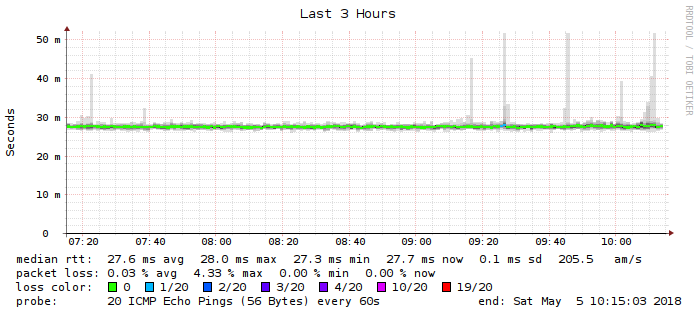 Last 3 Hours
RRDTOOL / TOBI OETIKER
Seconds
50 m
40 m
30 m
20 m
10 m
0
07:20 07:40 08:00 08:20 08:40 09:00 09:20 09:40 10:00
median rtt: 27.6 ms avg 28.0 ms max 27.3 ms min 27.7 ms now 0.1 ms sd 205.5 am/s
packet loss: 0.03 % avg 4.33 % max 0.00 % min 0.00 % now
loss color: 0 1/20 2/20 3/20 4/20 10/20 19/20
probe: 20 ICMP Echo Pings (56 Bytes) every 60s end: Sat May 5 10:15:03 2018